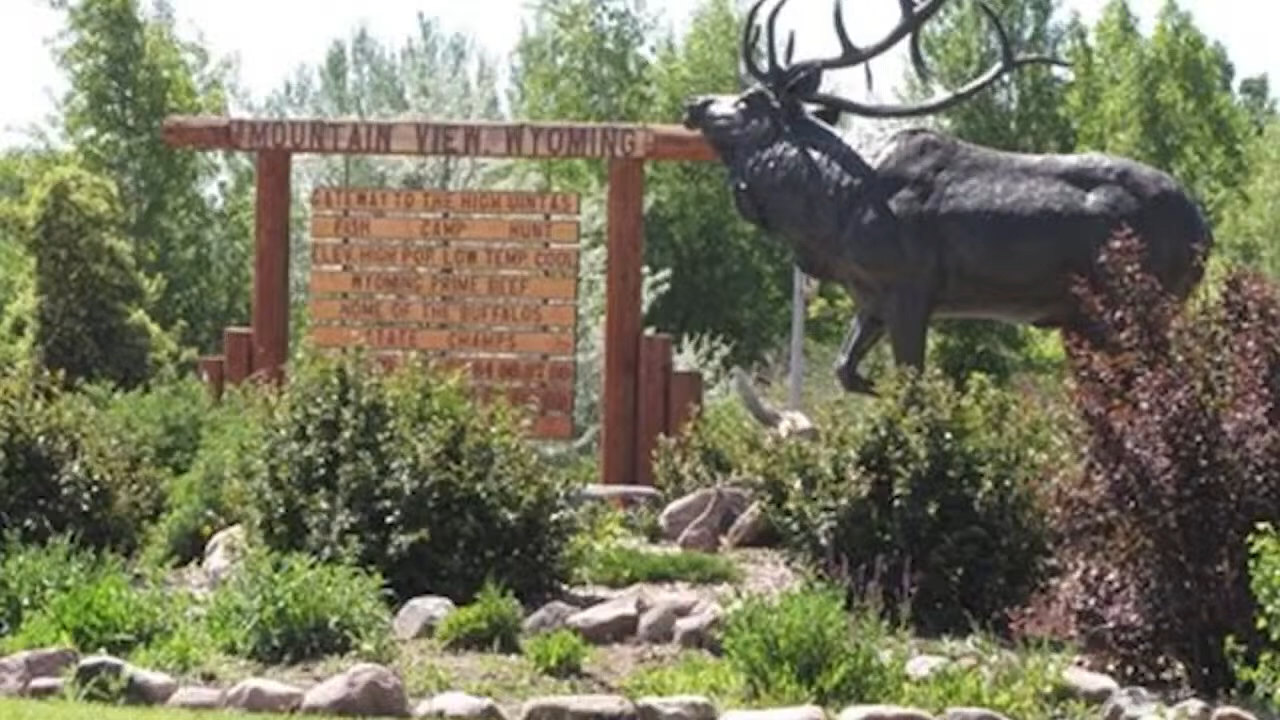 MOUNTAIN VIEW, WYOMING
GATEWAY TO THE HIGH UINTAS
FISH CAMP HUNT
ELEV HIGH POP. LOW TEMP COOL
WYOMING PRIME BEEF
HOME OF THE BUFFALOS
STATE CHAMPS